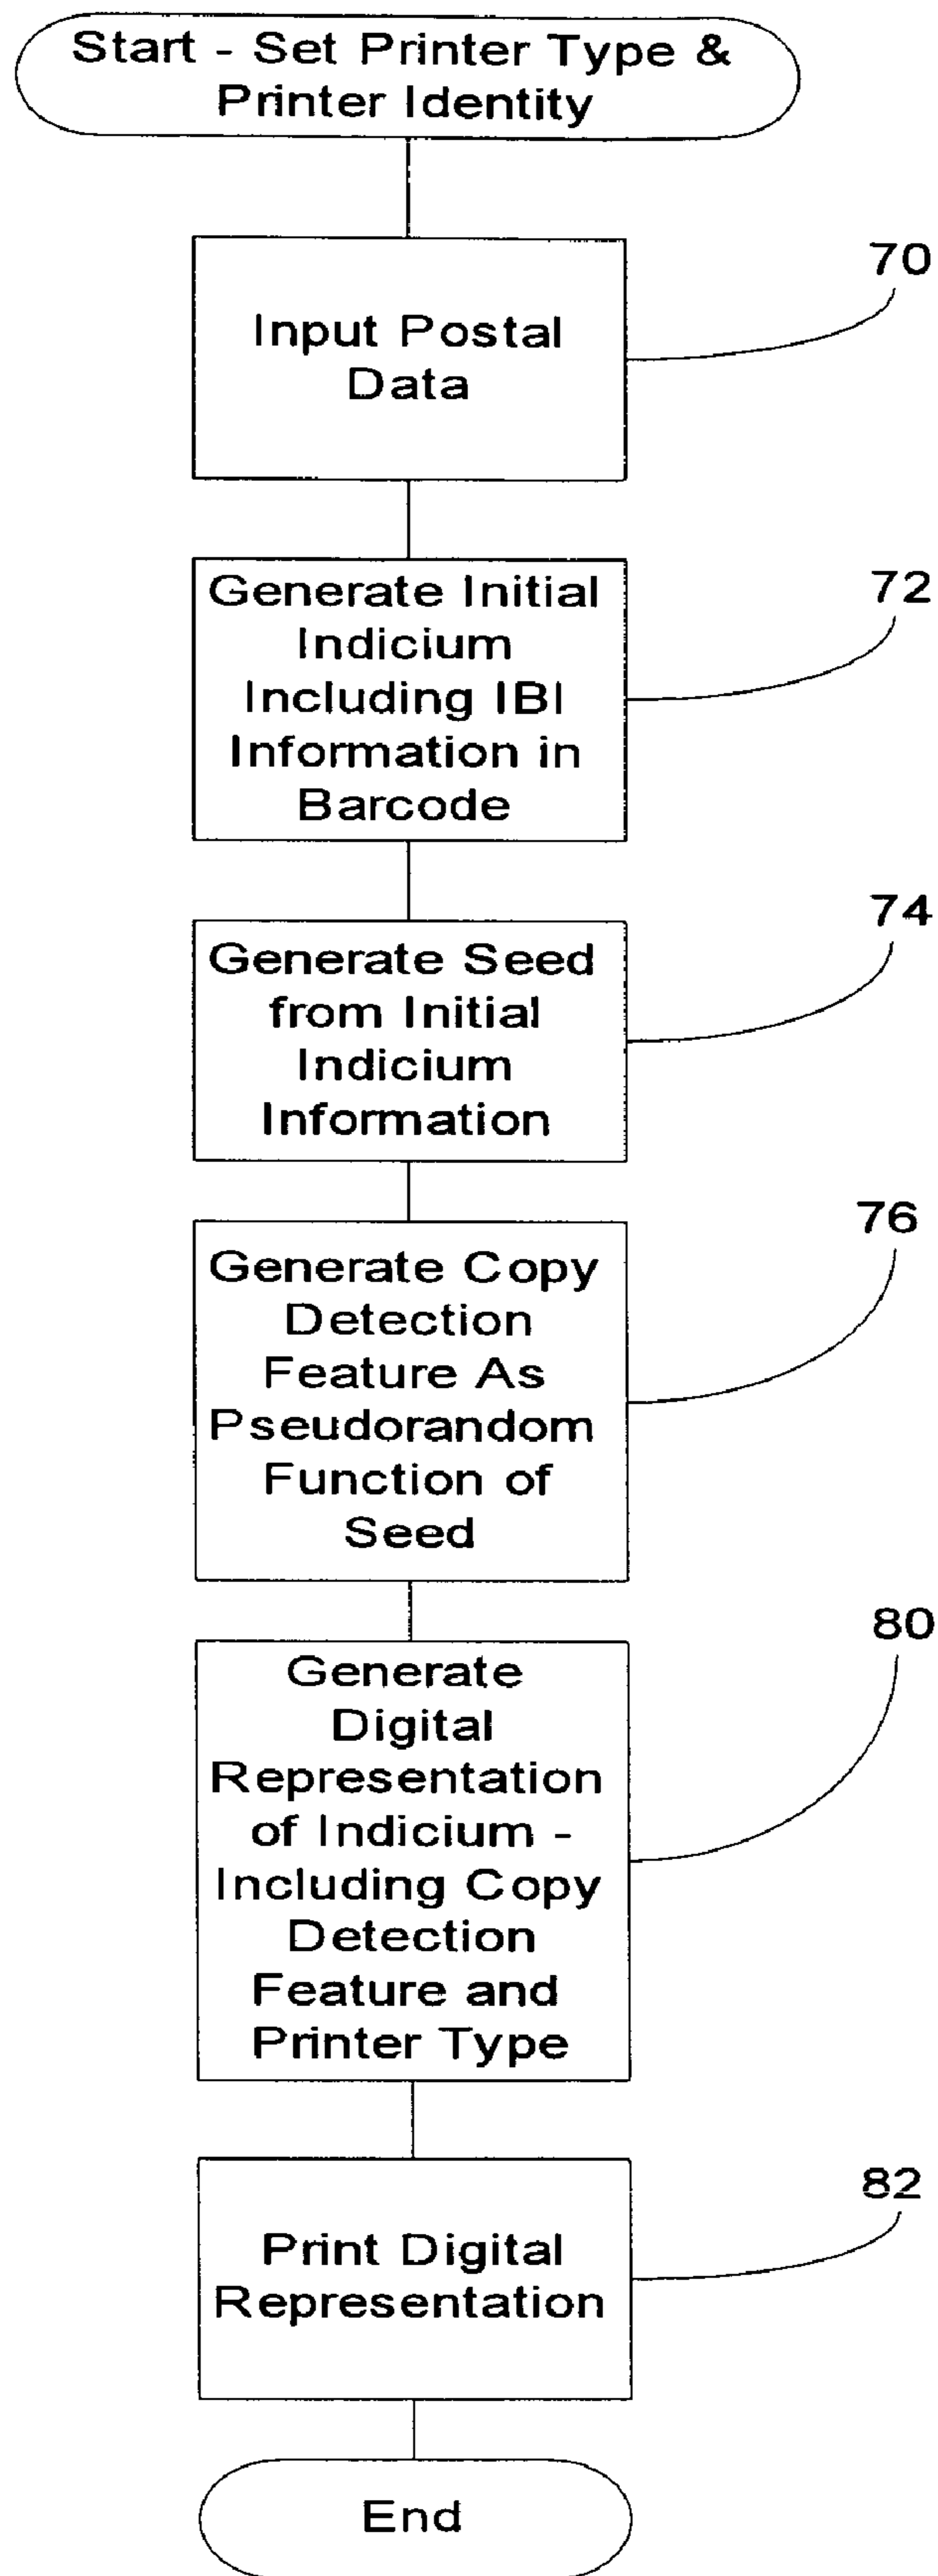 Start - Set Printer Type &
Printer Identity
70
Input Postal
Data
72
Generate Initial
Indicium
Including IBI
Information in
Barcode
74
Generate Seed
from Initial
Indicium
Information
76
Generate Copy
Detection
Feature As
Pseudorandom
Function of
Seed
80
Generate
Digital
Representation
of Indicium -
Including Copy
Detection
Feature and
Printer Type
82
Print Digital
Representation
End